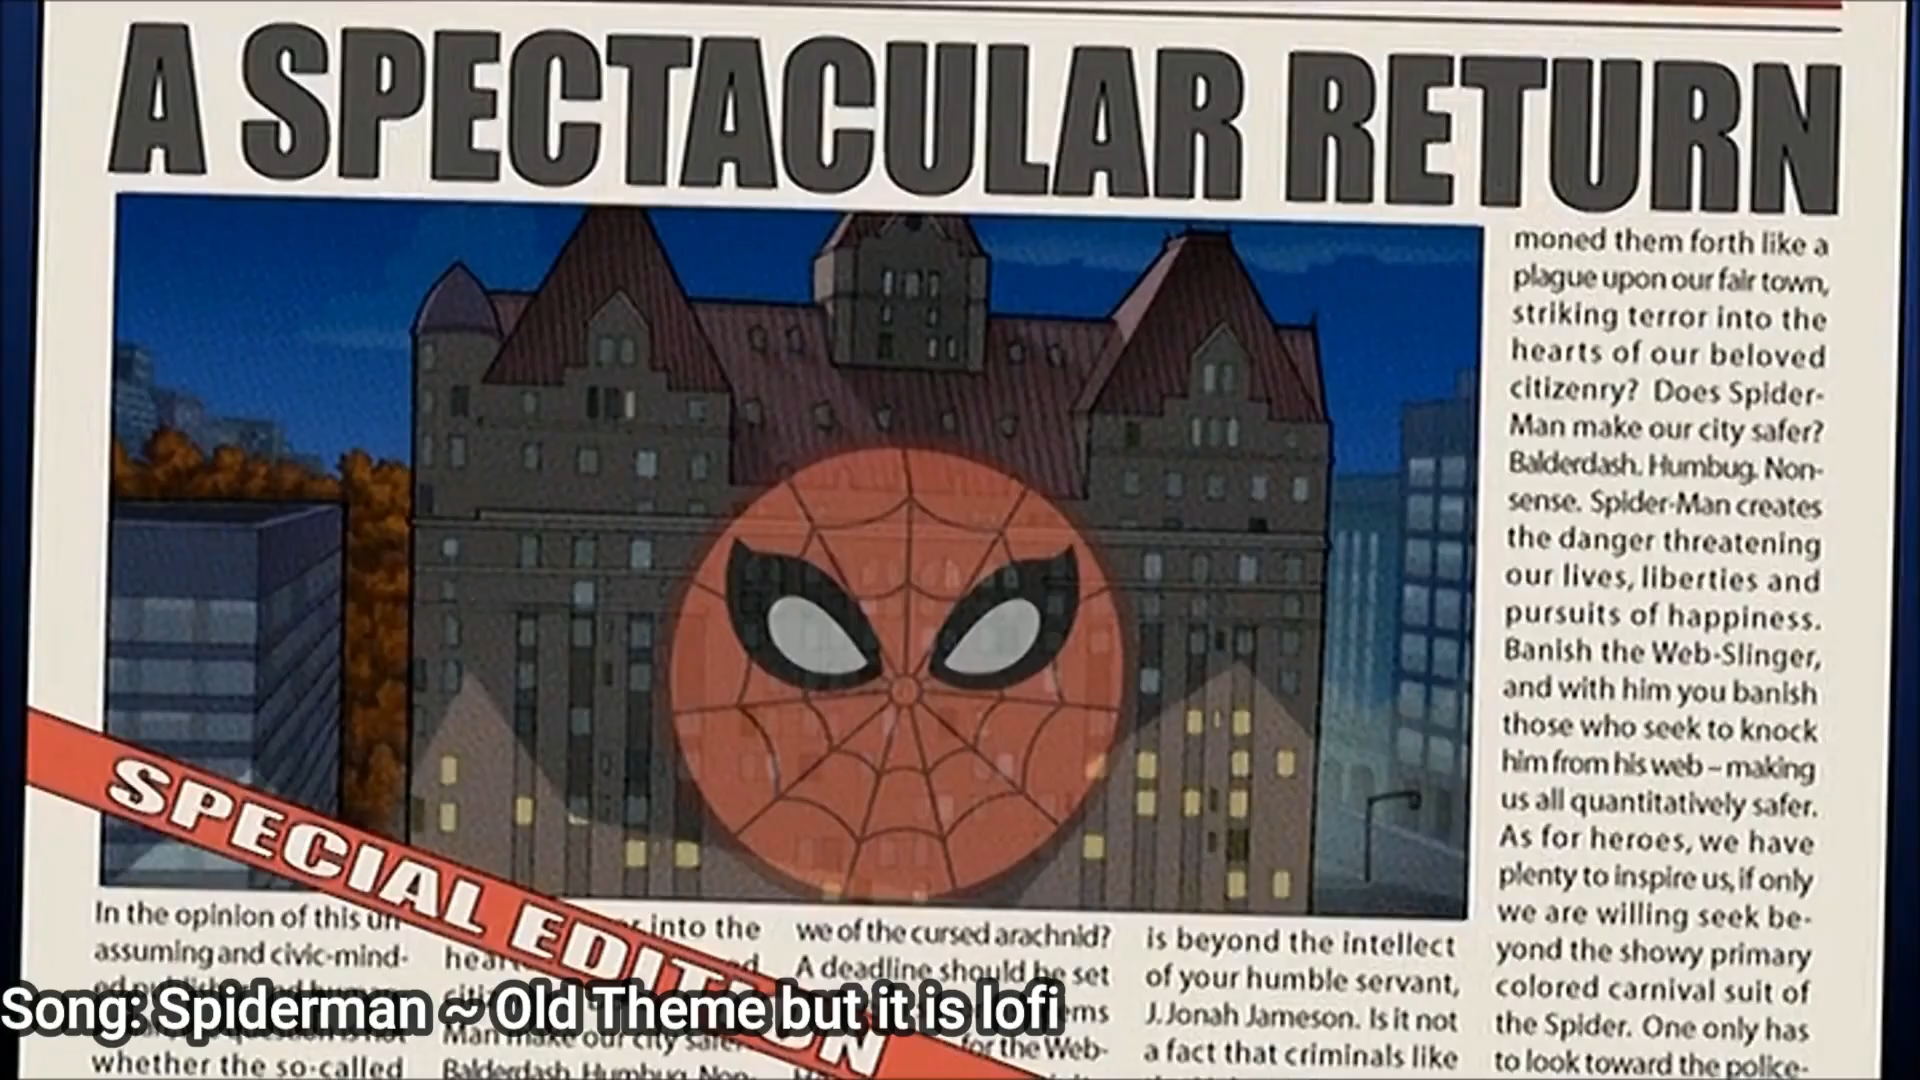 A SPECTACULAR RETURN
SPECIAL EDITION
In the opinion of this un-
assuming and civic-mind-
whether the so-called
into the
Man make our city safer
Balderdash. Humbug. Non-
we of the cursed arachnid?
A deadline should be set
for the Web-
is beyond the intellect
of your humble servant,
J. Jonah Jameson. Is it not
a fact that criminals like
moned them forth like a
plague upon our fair town,
striking terror into the
hearts of our beloved
citizenry? Does Spider-
Man make our city safer?
Balderdash. Humbug. Non-
sense. Spider-Man creates
the danger threatening
our lives, liberties and
pursuits of happiness.
Banish the Web-Slinger,
and with him you banish
those who seek to knock
him from his web – making
us all quantitatively safer.
As for heroes, we have
plenty to inspire us, if only
we are willing seek be-
yond the showy primary
colored carnival suit of
the Spider. One only has
to look toward the police-
Song: Spiderman ~ Old Theme but it is lofi